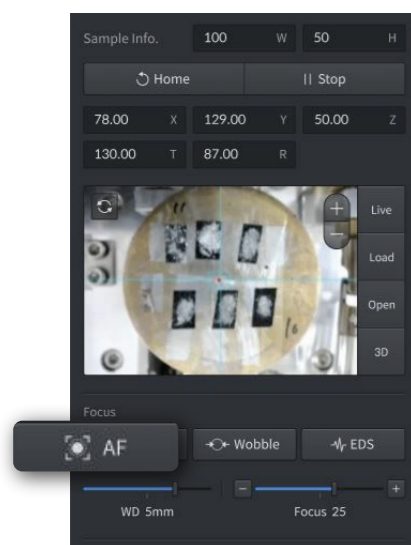 Sample Info. 100 W 50 H
Home || Stop
78.00 X 129.00 Y 50.00 Z
130.00 T 87.00 R
+
−
Live
Load
Open
3D
Focus
AF Wobble EDS
− +
WD 5mm Focus 25